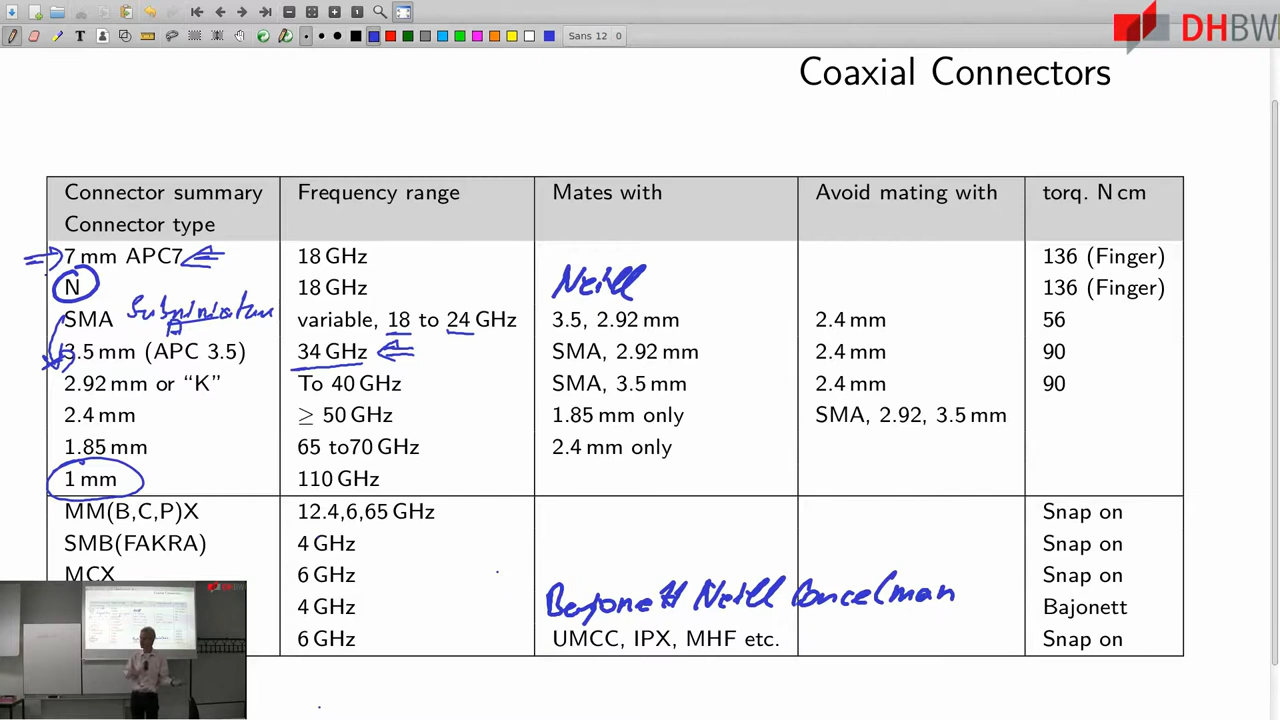 Sans 12 0
DHBW
Coaxial Connectors
Connector summary Frequency range Mates with Avoid mating with torq. N cm
Connector type
7 mm APC7 18 GHz 136 (Finger)
N 18 GHz Neill 136 (Finger)
SMA variable, 18 to 24 GHz 3.5, 2.92 mm 2.4 mm 56
3.5 mm (APC 3.5) 34 GHz SMA, 2.92 mm 2.4 mm 90
2.92 mm or “K” To 40 GHz SMA, 3.5 mm 2.4 mm 90
2.4 mm ≥ 50 GHz 1.85 mm only SMA, 2.92, 3.5 mm
1.85 mm 65 to70 GHz 2.4 mm only
1 mm 110 GHz
MM(B,C,P)X 12.4,6,65 GHz Snap on
SMB(FAKRA) 4 GHz Snap on
MCX 6 GHz Snap on
4 GHz Bajonett Neill Concelman Bajonett
6 GHz UMCC, IPX, MHF etc. Snap on